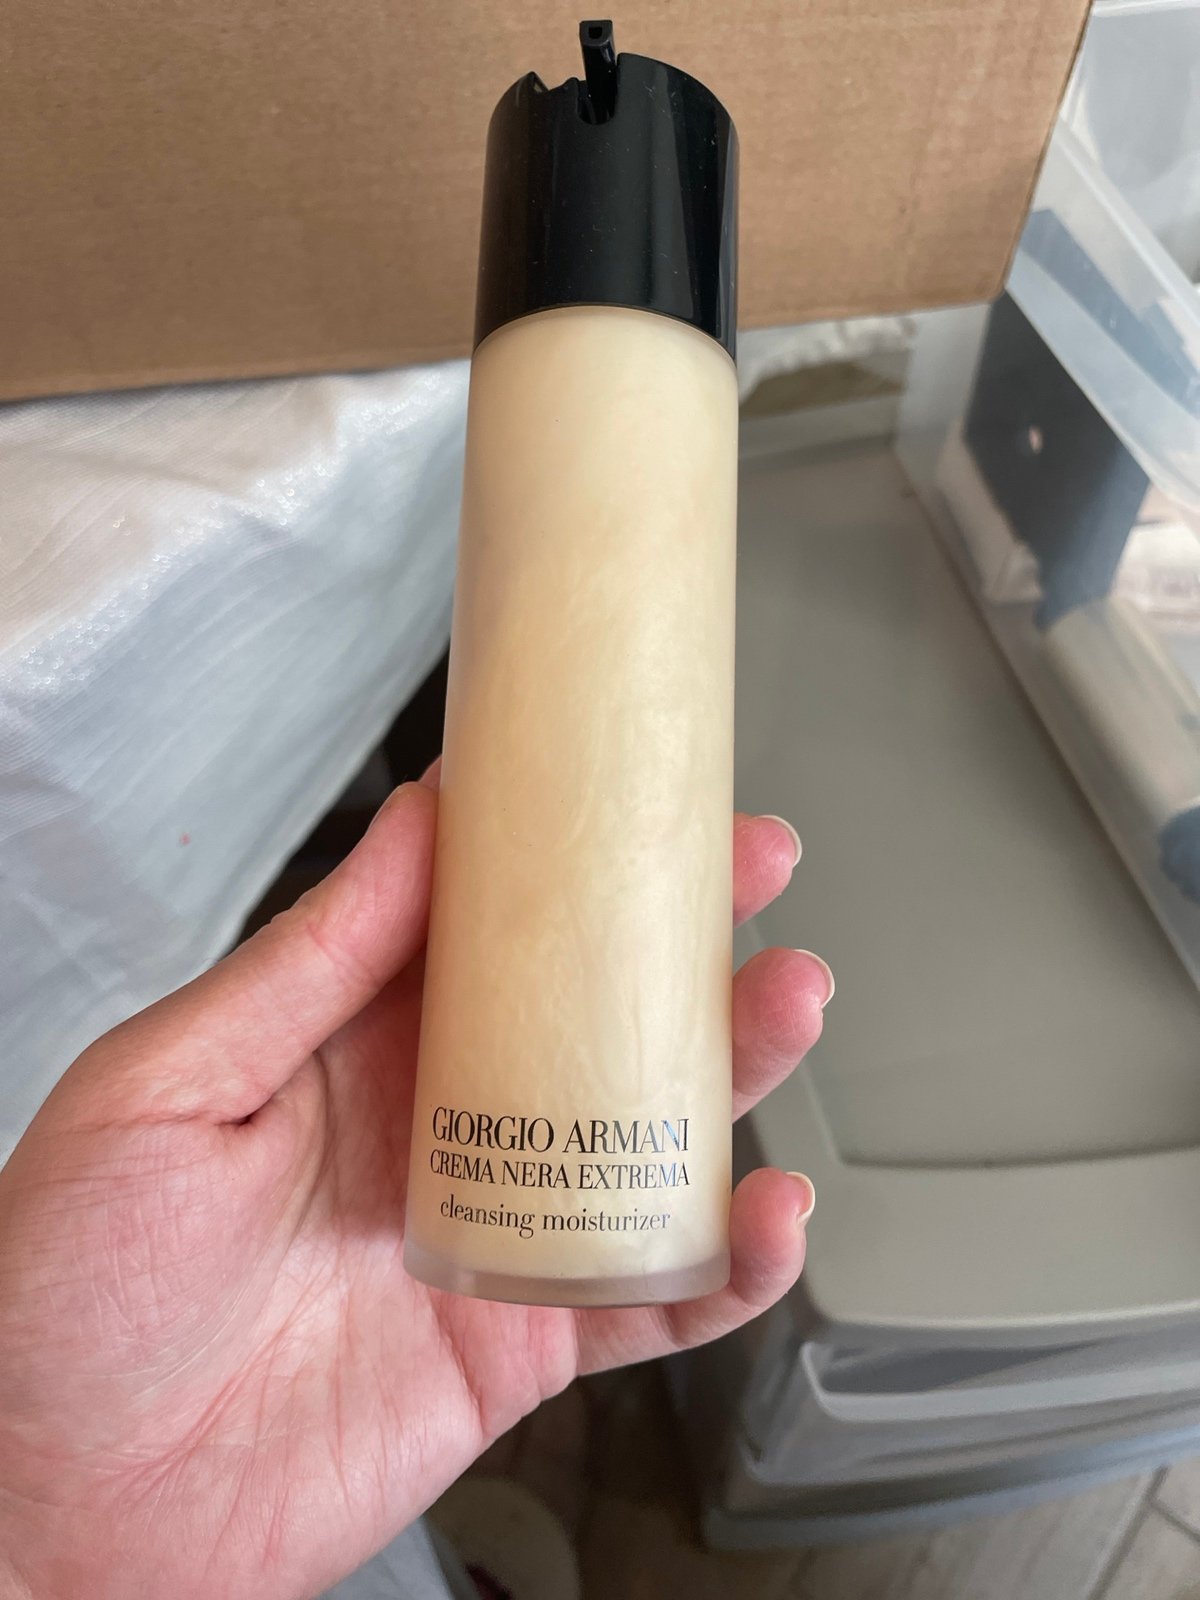 GIORGIO ARMANI
CREMA NERA EXTREMA
cleansing moisturizer